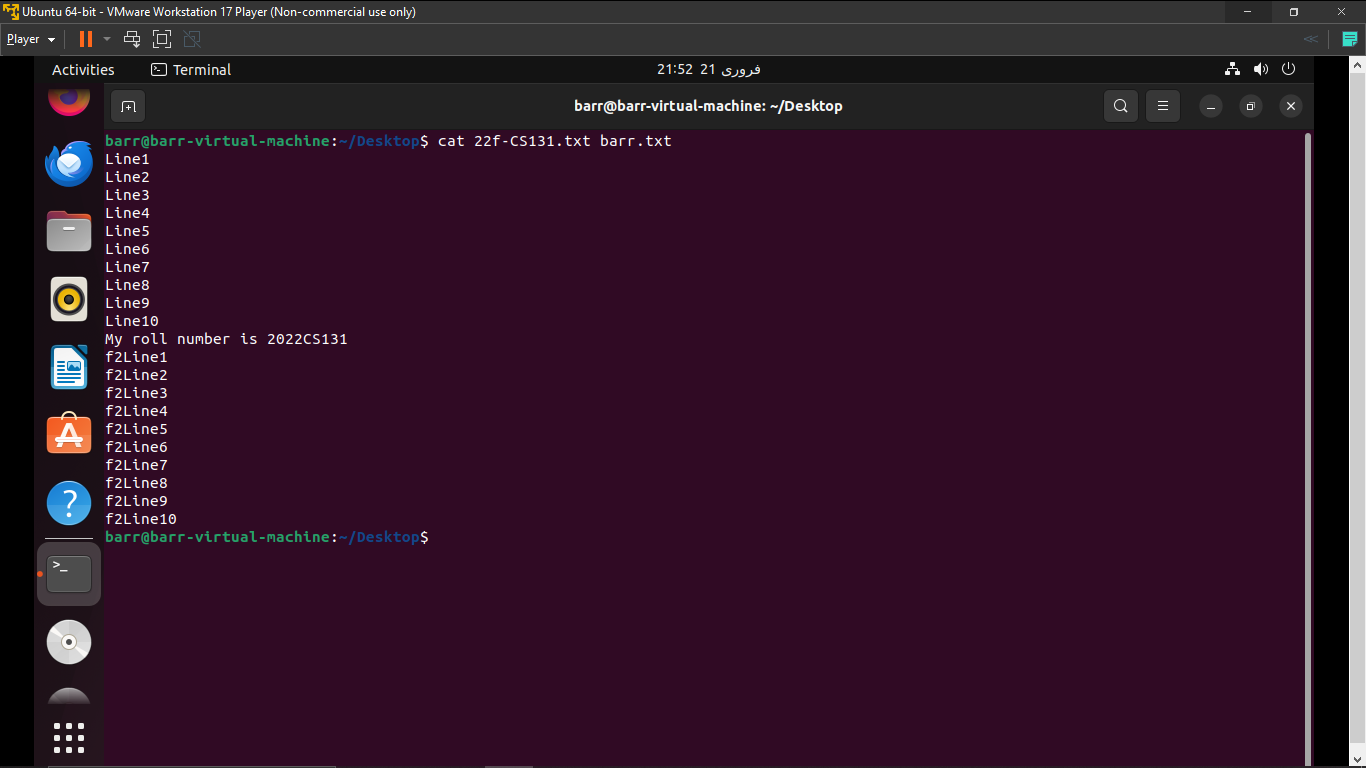 Ubuntu 64-bit - VMware Workstation 17 Player (Non-commercial use only)
Player
Activities
Terminal
21:52 21 فروری
barr@barr-virtual-machine: ~/Desktop
barr@barr-virtual-machine:~/Desktop$ cat 22f-CS131.txt barr.txt
Line1
Line2
Line3
Line4
Line5
Line6
Line7
Line8
Line9
Line10
My roll number is 2022CS131
f2Line1
f2Line2
f2Line3
f2Line4
f2Line5
f2Line6
f2Line7
f2Line8
f2Line9
f2Line10
barr@barr-virtual-machine:~/Desktop$